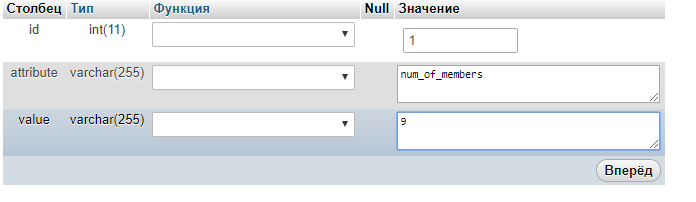 Столбец Тип Функция Null Значение
id int(11) 1
attribute varchar(255) num_of_members
value varchar(255) 9
Вперёд